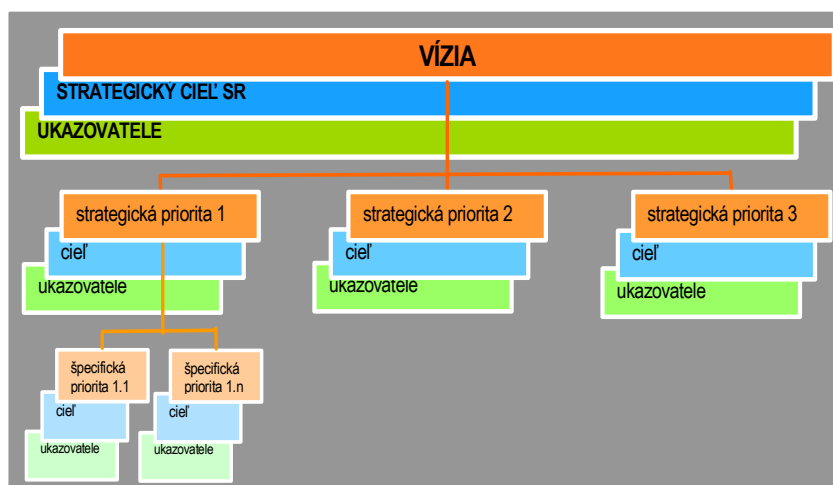 VÍZIA
STRATEGICKÝ CIEĽ SR
UKAZOVATELE
strategická priorita 1
cieľ
ukazovatele
strategická priorita 2
cieľ
ukazovatele
strategická priorita 3
cieľ
ukazovatele
špecifická
priorita 1.1
cieľ
ukazovatele
špecifická
priorita 1.n
cieľ
ukazovatele